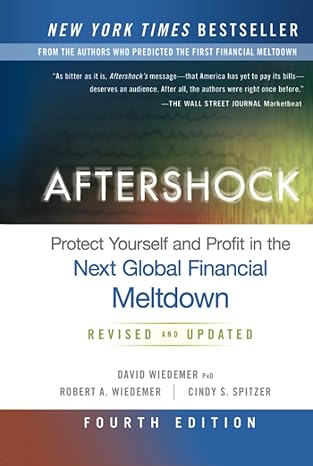 NEW YORK TIMES BESTSELLER
FROM THE AUTHORS WHO PREDICTED THE FIRST FINANCIAL MELTDOWN
"As bitter as it is, Aftershock's message—that America has yet to pay its bills—
deserves an audience. After all, the authors were right once before."
—THE WALL STREET JOURNAL Marketbeat
AFTERSHOCK
Protect Yourself and Profit in the
Next Global Financial
Meltdown
REVISED AND UPDATED
DAVID WIEDEMER PhD
ROBERT A. WIEDEMER | CINDY S. SPITZER
FOURTH EDITION